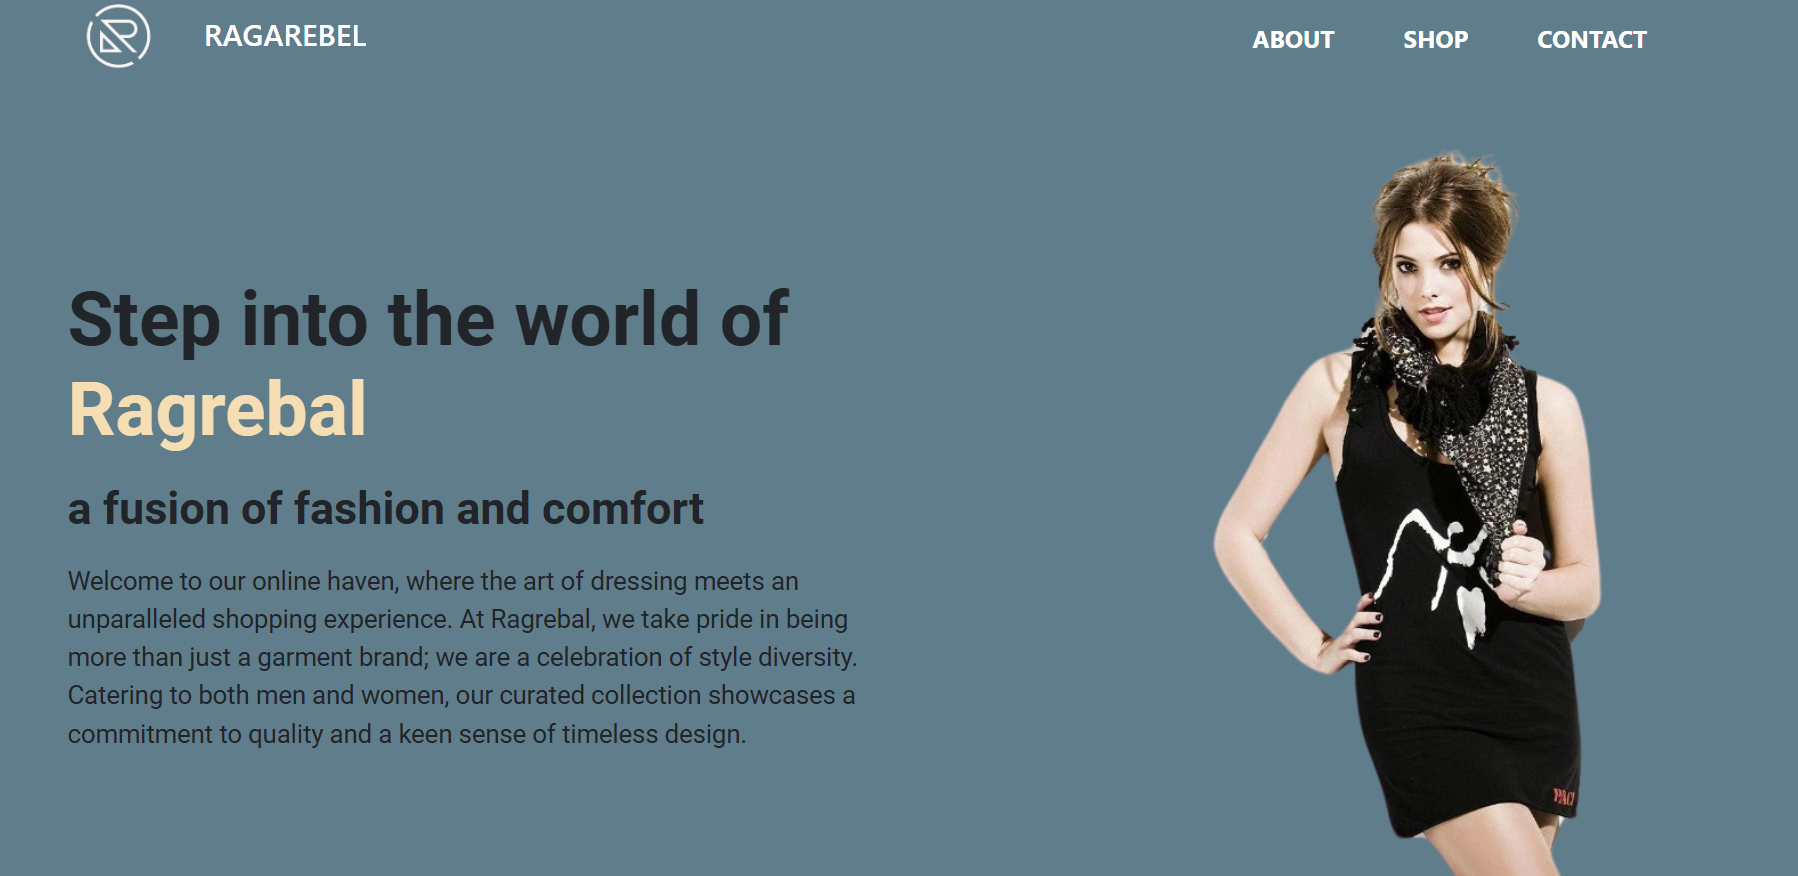 RAGAREBEL
ABOUT SHOP CONTACT
Step into the world of
Ragrebal
a fusion of fashion and comfort
Welcome to our online haven, where the art of dressing meets an
unparalleled shopping experience. At Ragrebal, we take pride in being
more than just a garment brand; we are a celebration of style diversity.
Catering to both men and women, our curated collection showcases a
commitment to quality and a keen sense of timeless design.